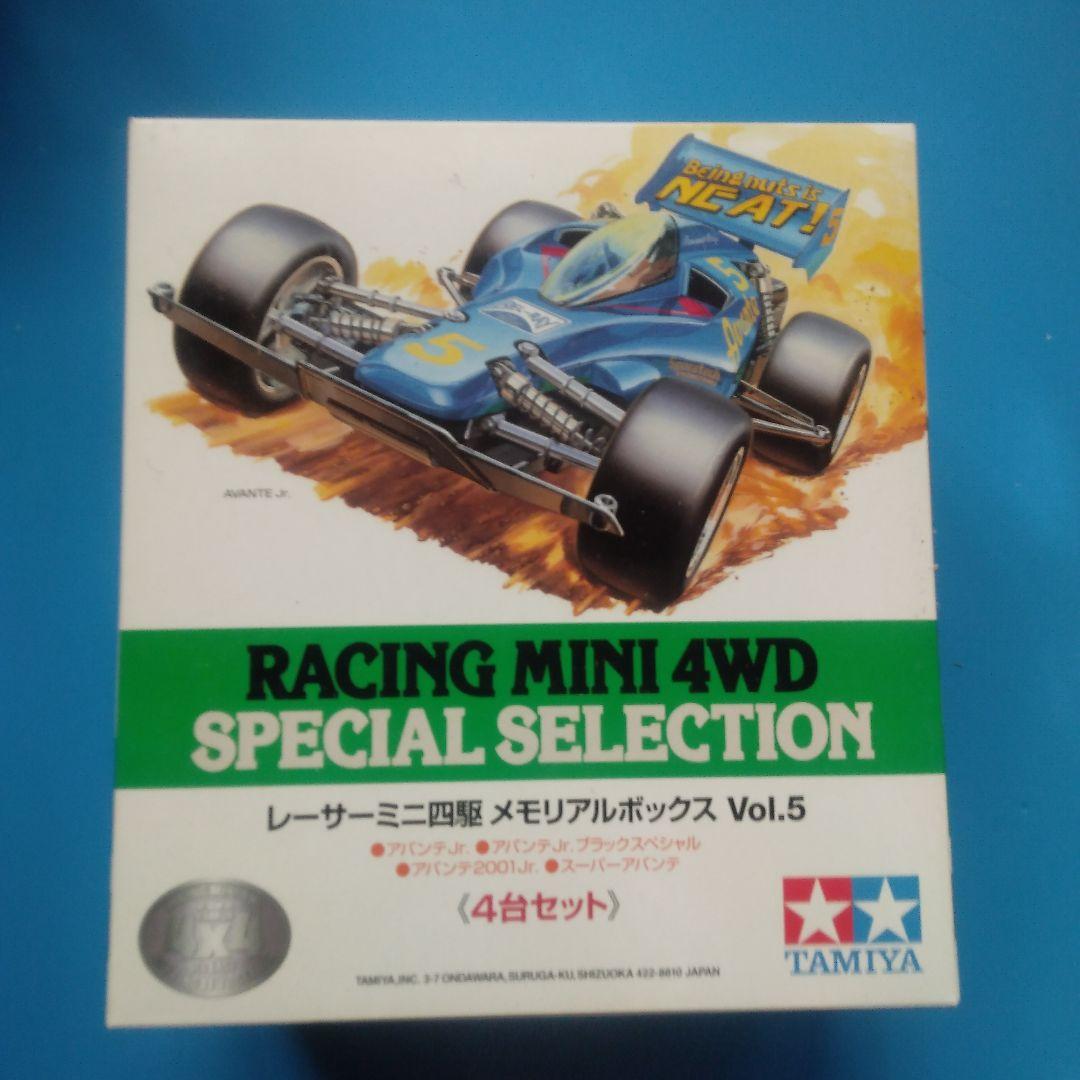 Being nuts is
NEAT!
5
5
Avante
5
AVANTE Jr.
RACING MINI 4WD
SPECIAL SELECTION
レーサーミニ四駆 メモリアルボックス Vol.5
●アバンテJr. ●アバンテJr.ブラックスペシャル
●アバンテ2001Jr. ●スーパーアバンテ
《4台セット》
4x4
TAMIYA
TAMIYA,INC. 3-7 ONDAWARA,SURUGA-KU,SHIZUOKA 422-8610 JAPAN